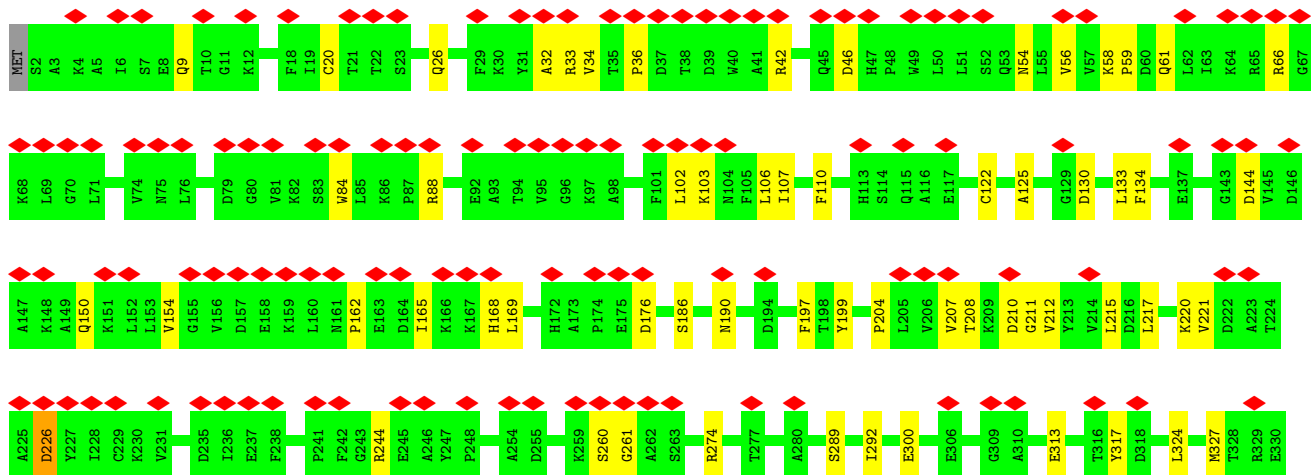 MET S2 A3 K4 A5 I6 S7 E8 Q9 T10 G11 K12 F18 I19 C20 T21 T22 S23 Q26 F29 K30 Y31 A32 R33 V34 T35 P36 D37 T38 D39 W40 A41 R42 Q45 D46 H47 P48 W49 L50 L51 S52 Q53 N54 L55 V56 V57 K58 P59 D60 Q61 L62 I63 K64 R65 R66 G67
K68 L69 G70 L71 V74 N75 L76 D79 G80 V81 K82 S83 W84 L85 K86 P87 R88 E92 A93 T94 V95 G96 K97 A98 F101 L102 K103 N104 F105 L106 I107 F110 H113 S114 Q115 A116 E117 C122 A125 G129 D130 L133 F134 E137 G143 D144 V145 D146
A147 K148 A149 Q150 K151 L152 L153 V154 G155 V156 D157 E158 K159 L160 N161 P162 E163 D164 I165 K166 K167 H168 L169 H172 A173 P174 E175 D176 S186 N190 D194 F197 T198 Y199 P204 L205 V206 V207 T208 K209 D210 G211 V212 Y213 V214 L215 D216 L217 K220 V221 D222 A223 T224
A225 D226 Y227 I228 C229 K230 V231 D235 I236 E237 F238 P241 F242 G243 R244 E245 A246 Y247 P248 A254 D255 K259 S260 G261 A262 S263 R274 T277 A280 S289 I292 E300 E306 G309 A310 E313 T316 Y317 D318 L324 M327 T328 R329 E330